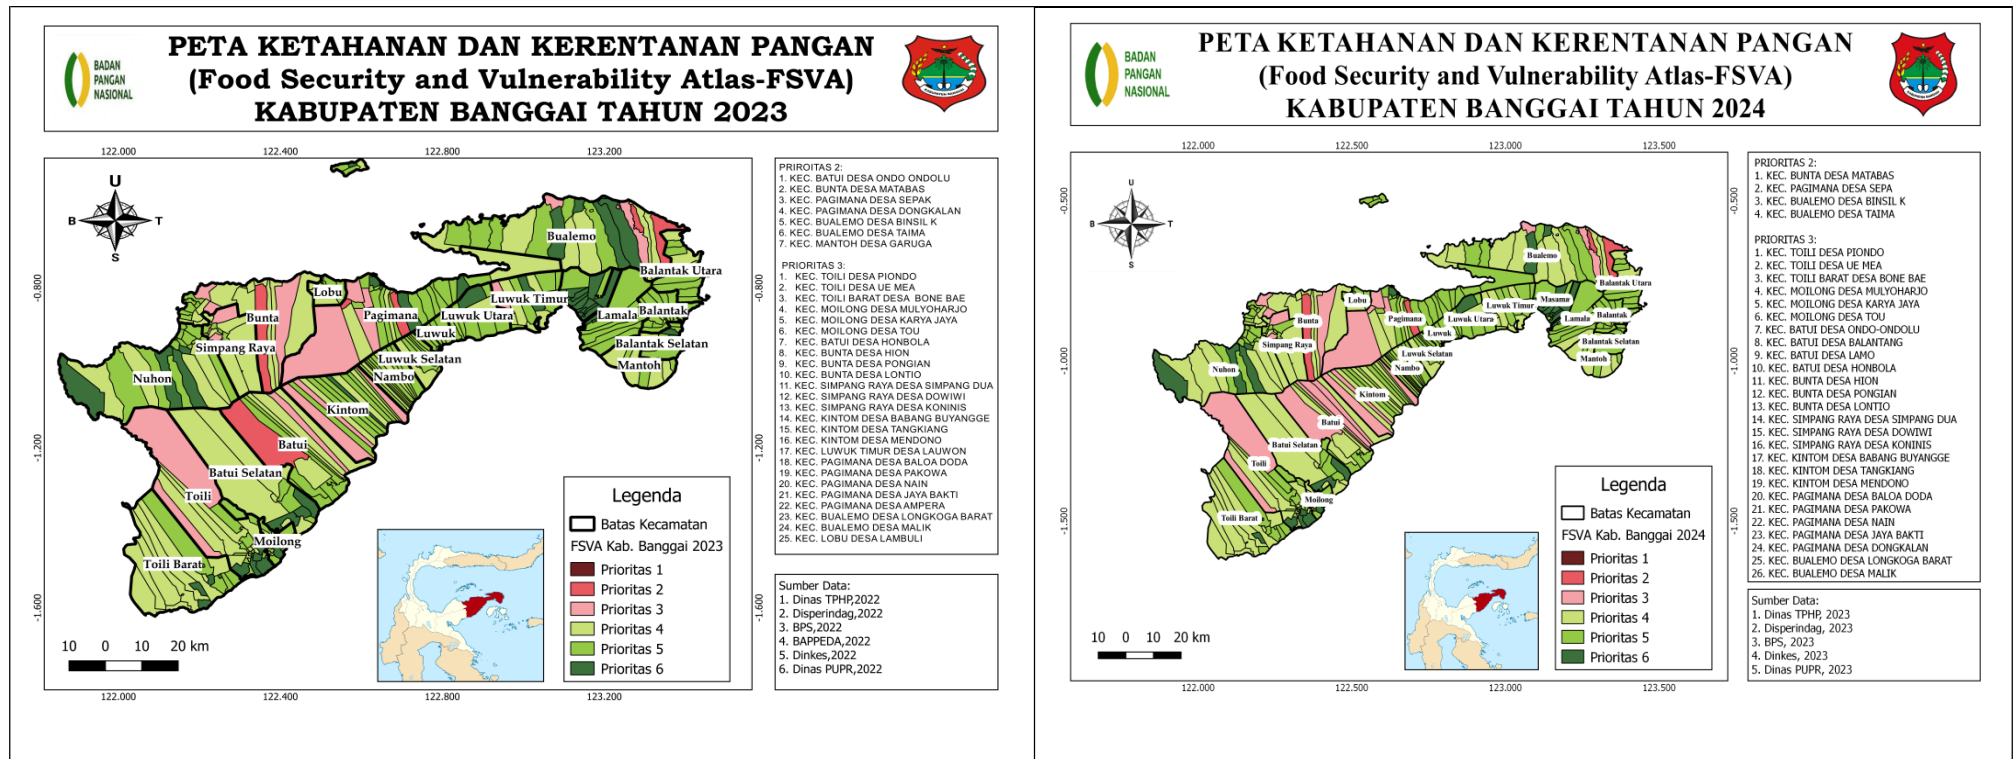 BADAN
PANGAN
NASIONAL
PETA KETAHANAN DAN KERENTANAN PANGAN
(Food Security and Vulnerability Atlas-FSVA)
KABUPATEN BANGGAI TAHUN 2023
122.000 122.400 122.800 123.200
U
B T
S
-0.800
-1.200
-1.600
Bualemo
Balantak Utara
Lobu
Luwuk Timur
Bunta
Pagimana
Luwuk Utara
Lamala
Balantak
Luwuk
Simpang Raya
Balantak Selatan
Luwuk Selatan
Mantoh
Nuhon
Nambo
Kintom
Batui
Batui Selatan
Toili
Moilong
Toili Barat
-0.800
-1.200
-1.600
10 0 10 20 km
122.000 122.400 122.800 123.200
Legenda
Batas Kecamatan
FSVA Kab. Banggai 2023
Prioritas 1
Prioritas 2
Prioritas 3
Prioritas 4
Prioritas 5
Prioritas 6
PRIROITAS 2:
1. KEC. BATUI DESA ONDO ONDOLU
2. KEC. BUNTA DESA MATABAS
3. KEC. PAGIMANA DESA SEPAK
4. KEC. PAGIMANA DESA DONGKALAN
5. KEC. BUALEMO DESA BINSIL K
6. KEC. BUALEMO DESA TAIMA
7. KEC. MANTOH DESA GARUGA
PRIORITAS 3:
1. KEC. TOILI DESA PIONDO
2. KEC. TOILI DESA UE MEA
3. KEC. TOILI BARAT DESA BONE BAE
4. KEC. MOILONG DESA MULYOHARJO
5. KEC. MOILONG DESA KARYA JAYA
6. KEC. MOILONG DESA TOU
7. KEC. BATUI DESA HONBOLA
8. KEC. BUNTA DESA HION
9. KEC. BUNTA DESA PONGIAN
10. KEC. BUNTA DESA LONTIO
11. KEC. SIMPANG RAYA DESA SIMPANG DUA
12. KEC. SIMPANG RAYA DESA DOWIWI
13. KEC. SIMPANG RAYA DESA KONINIS
14. KEC. KINTOM DESA BABANG BUYANGGE
15. KEC. KINTOM DESA TANGKIANG
16. KEC. KINTOM DESA MENDONO
17. KEC. LUWUK TIMUR DESA LAUWON
18. KEC. PAGIMANA DESA BALOA DODA
19. KEC. PAGIMANA DESA PAKOWA
20. KEC. PAGIMANA DESA NAIN
21. KEC. PAGIMANA DESA JAYA BAKTI
22. KEC. PAGIMANA DESA AMPERA
23. KEC. BUALEMO DESA LONGKOGA BARAT
24. KEC. BUALEMO DESA MALIK
25. KEC. LOBU DESA LAMBULI
Sumber Data:
1. Dinas TPHP,2022
2. Disperindag,2022
3. BPS,2022
4. BAPPEDA,2022
5. Dinkes,2022
6. Dinas PUPR,2022
BADAN
PANGAN
NASIONAL
PETA KETAHANAN DAN KERENTANAN PANGAN
(Food Security and Vulnerability Atlas-FSVA)
KABUPATEN BANGGAI TAHUN 2024
122.000 122.500 123.000 123.500
U
B T
S
-0.500
-1.000
-1.500
Bualemo
Balantak Utara
Lobu
Masama
Luwuk Timur
Bunta
Pagimana
Luwuk Utara
Lamala
Balantak
Luwuk
Simpang Raya
Balantak Selatan
Luwuk Selatan
Mantoh
Nuhon
Nambo
Kintom
Batui
Batui Selatan
Toili
Moilong
Toili Barat
-0.500
-1.000
-1.500
10 0 10 20 km
122.000 122.500 123.000 123.500
Legenda
Batas Kecamatan
FSVA Kab. Banggai 2024
Prioritas 1
Prioritas 2
Prioritas 3
Prioritas 4
Prioritas 5
Prioritas 6
PRIORITAS 2:
1. KEC. BUNTA DESA MATABAS
2. KEC. PAGIMANA DESA SEPA
3. KEC. BUALEMO DESA BINSIL K
4. KEC. BUALEMO DESA TAIMA
PRIORITAS 3:
1. KEC. TOILI DESA PIONDO
2. KEC. TOILI DESA UE MEA
3. KEC. TOILI BARAT DESA BONE BAE
4. KEC. MOILONG DESA MULYOHARJO
5. KEC. MOILONG DESA KARYA JAYA
6. KEC. MOILONG DESA TOU
7. KEC. BATUI DESA ONDO-ONDOLU
8. KEC. BATUI DESA BALANTANG
9. KEC. BATUI DESA LAMO
10. KEC. BATUI DESA HONBOLA
11. KEC. BUNTA DESA HION
12. KEC. BUNTA DESA PONGIAN
13. KEC. BUNTA DESA LONTIO
14. KEC. SIMPANG RAYA DESA SIMPANG DUA
15. KEC. SIMPANG RAYA DESA DOWIWI
16. KEC. SIMPANG RAYA DESA KONINIS
17. KEC. KINTOM DESA BABANG BUYANGGE
18. KEC. KINTOM DESA TANGKIANG
19. KEC. KINTOM DESA MENDONO
20. KEC. PAGIMANA DESA BALOA DODA
21. KEC. PAGIMANA DESA PAKOWA
22. KEC. PAGIMANA DESA NAIN
23. KEC. PAGIMANA DESA JAYA BAKTI
24. KEC. PAGIMANA DESA DONGKALAN
25. KEC. BUALEMO DESA LONGKOGA BARAT
26. KEC. BUALEMO DESA MALIK
Sumber Data:
1. Dinas TPHP, 2023
2. Disperindag, 2023
3. BPS, 2023
4. Dinkes, 2023
5. Dinas PUPR, 2023